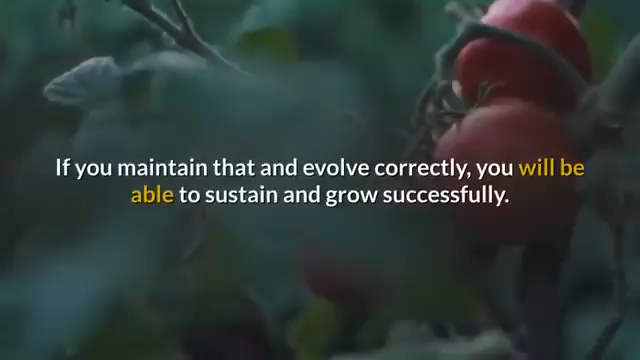 If you maintain that and evolve correctly, you will be
able to sustain and grow successfully.